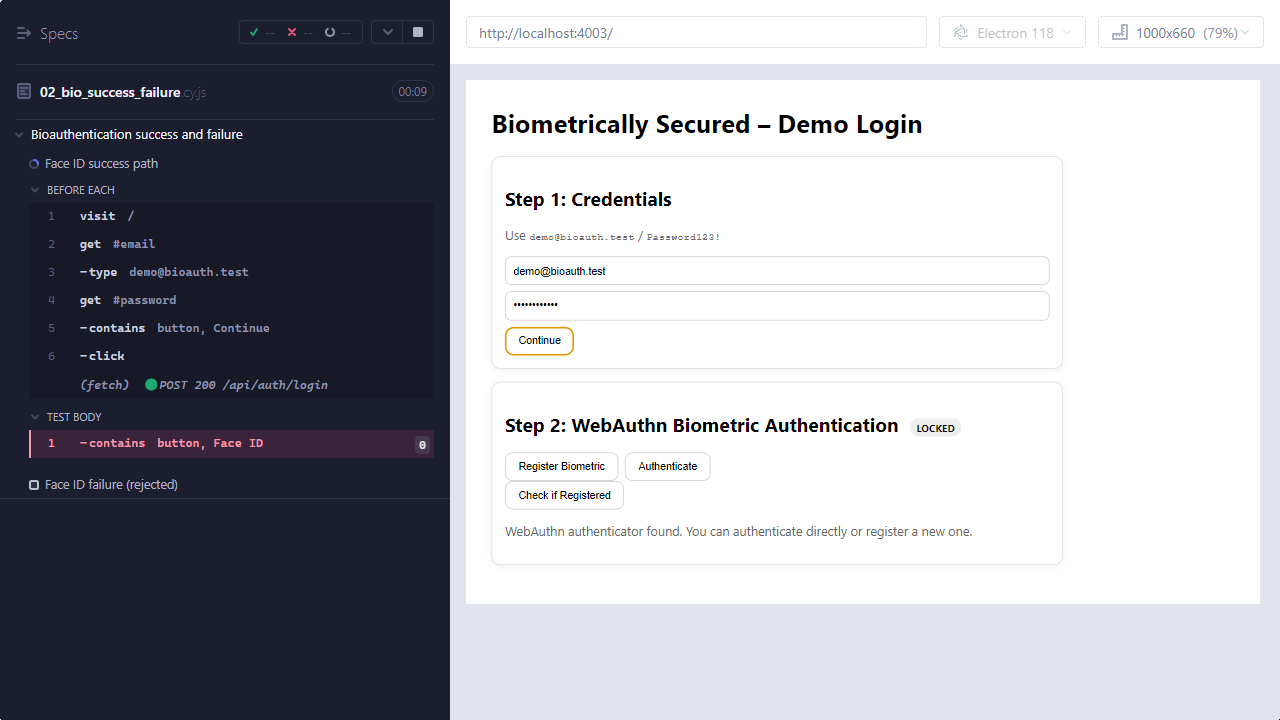 Specs
-- -- --
02_bio_success_failure.cy.js
00:09
Bioauthentication success and failure
Face ID success path
BEFORE EACH
1 visit /
2 get #email
3 -type demo@bioauth.test
4 get #password
5 -contains button, Continue
6 -click
(fetch) POST 200 /api/auth/login
TEST BODY
1 -contains button, Face ID 0
Face ID failure (rejected)
http://localhost:4003/
Electron 118
1000x660 (79%)
Biometrically Secured – Demo Login
Step 1: Credentials
Use demo@bioauth.test / Password123!
demo@bioauth.test
••••••••••••
Continue
Step 2: WebAuthn Biometric Authentication LOCKED
Register Biometric Authenticate
Check if Registered
WebAuthn authenticator found. You can authenticate directly or register a new one.